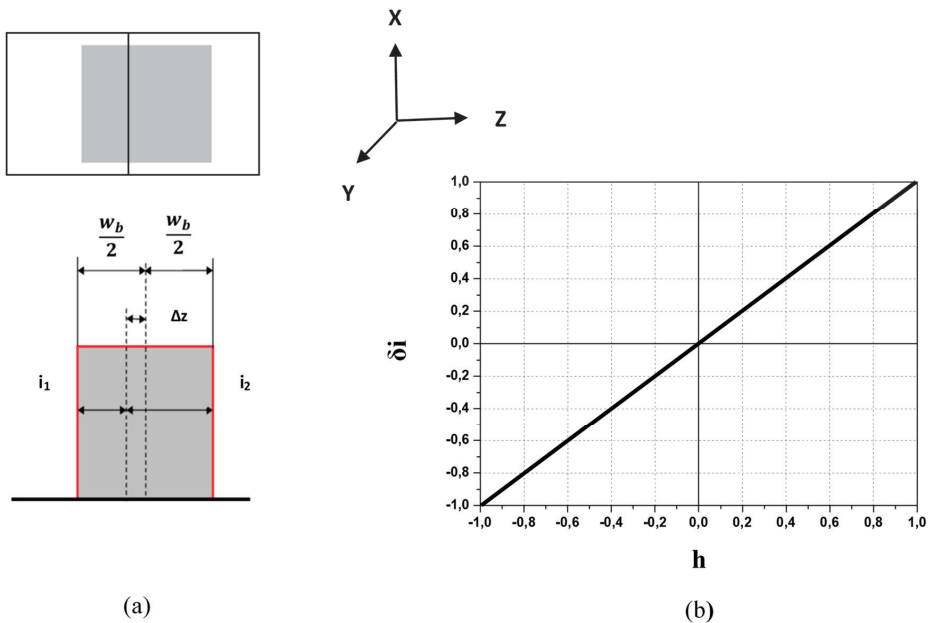 X
Z
Y
w_b/2 w_b/2
Δz
i₁ i₂
(a)
δi
1,0
0,8
0,6
0,4
0,2
0,0
-0,2
-0,4
-0,6
-0,8
-1,0
-1,0 -0,8 -0,6 -0,4 -0,2 0,0 0,2 0,4 0,6 0,8 1,0
h
(b)